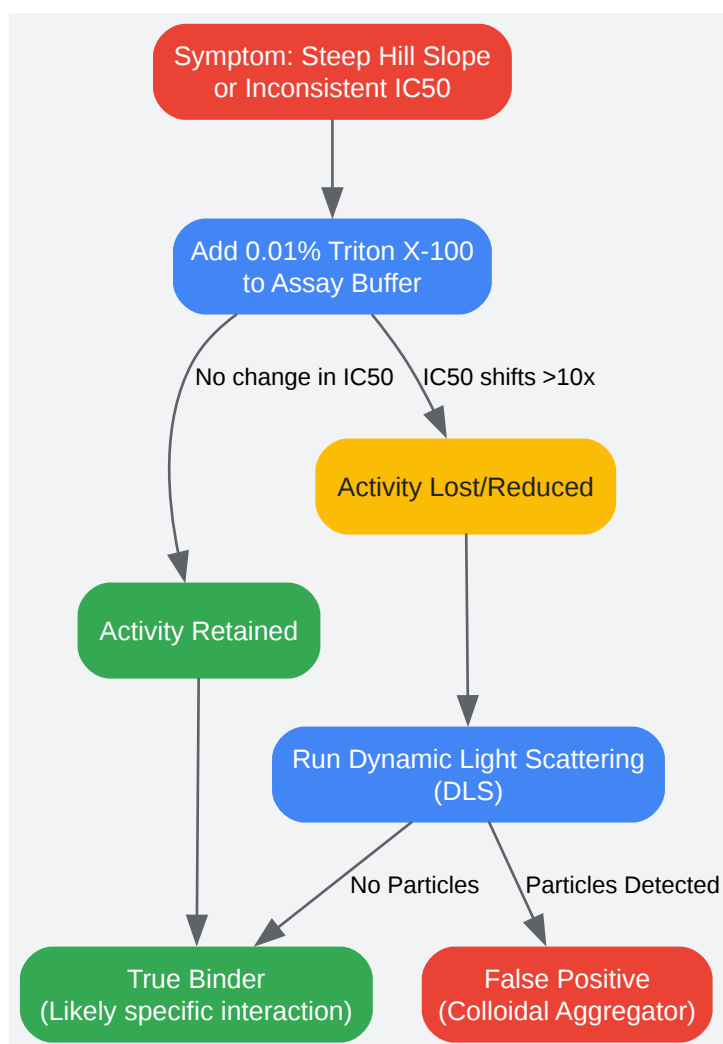 Symptom: Steep Hill Slope
or Inconsistent IC50
Add 0.01% Triton X-100
to Assay Buffer
No change in IC50
IC50 shifts >10x
Activity Lost/Reduced
Activity Retained
Run Dynamic Light Scattering
(DLS)
No Particles
Particles Detected
True Binder
(Likely specific interaction)
False Positive
(Colloidal Aggregator)